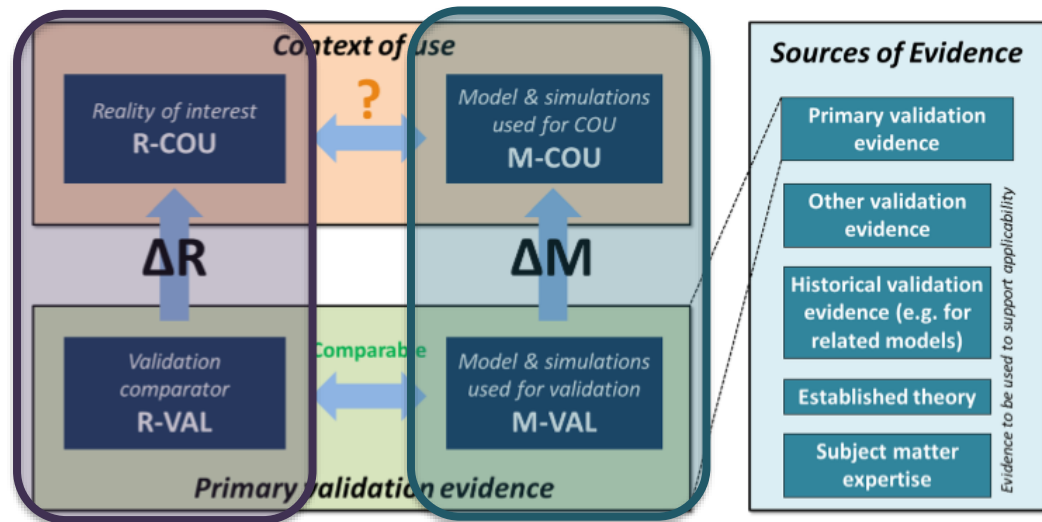 Context of use
Reality of interest
R-COU
?
Model & simulations
used for COU
M-COU
ΔR
ΔM
Validation
comparator
R-VAL
Comparable
Model & simulations
used for validation
M-VAL
Primary validation evidence
Sources of Evidence
Primary validation
evidence
Other validation
evidence
Historical validation
evidence (e.g. for
related models)
Established theory
Subject matter
expertise
Evidence to be used to support applicability